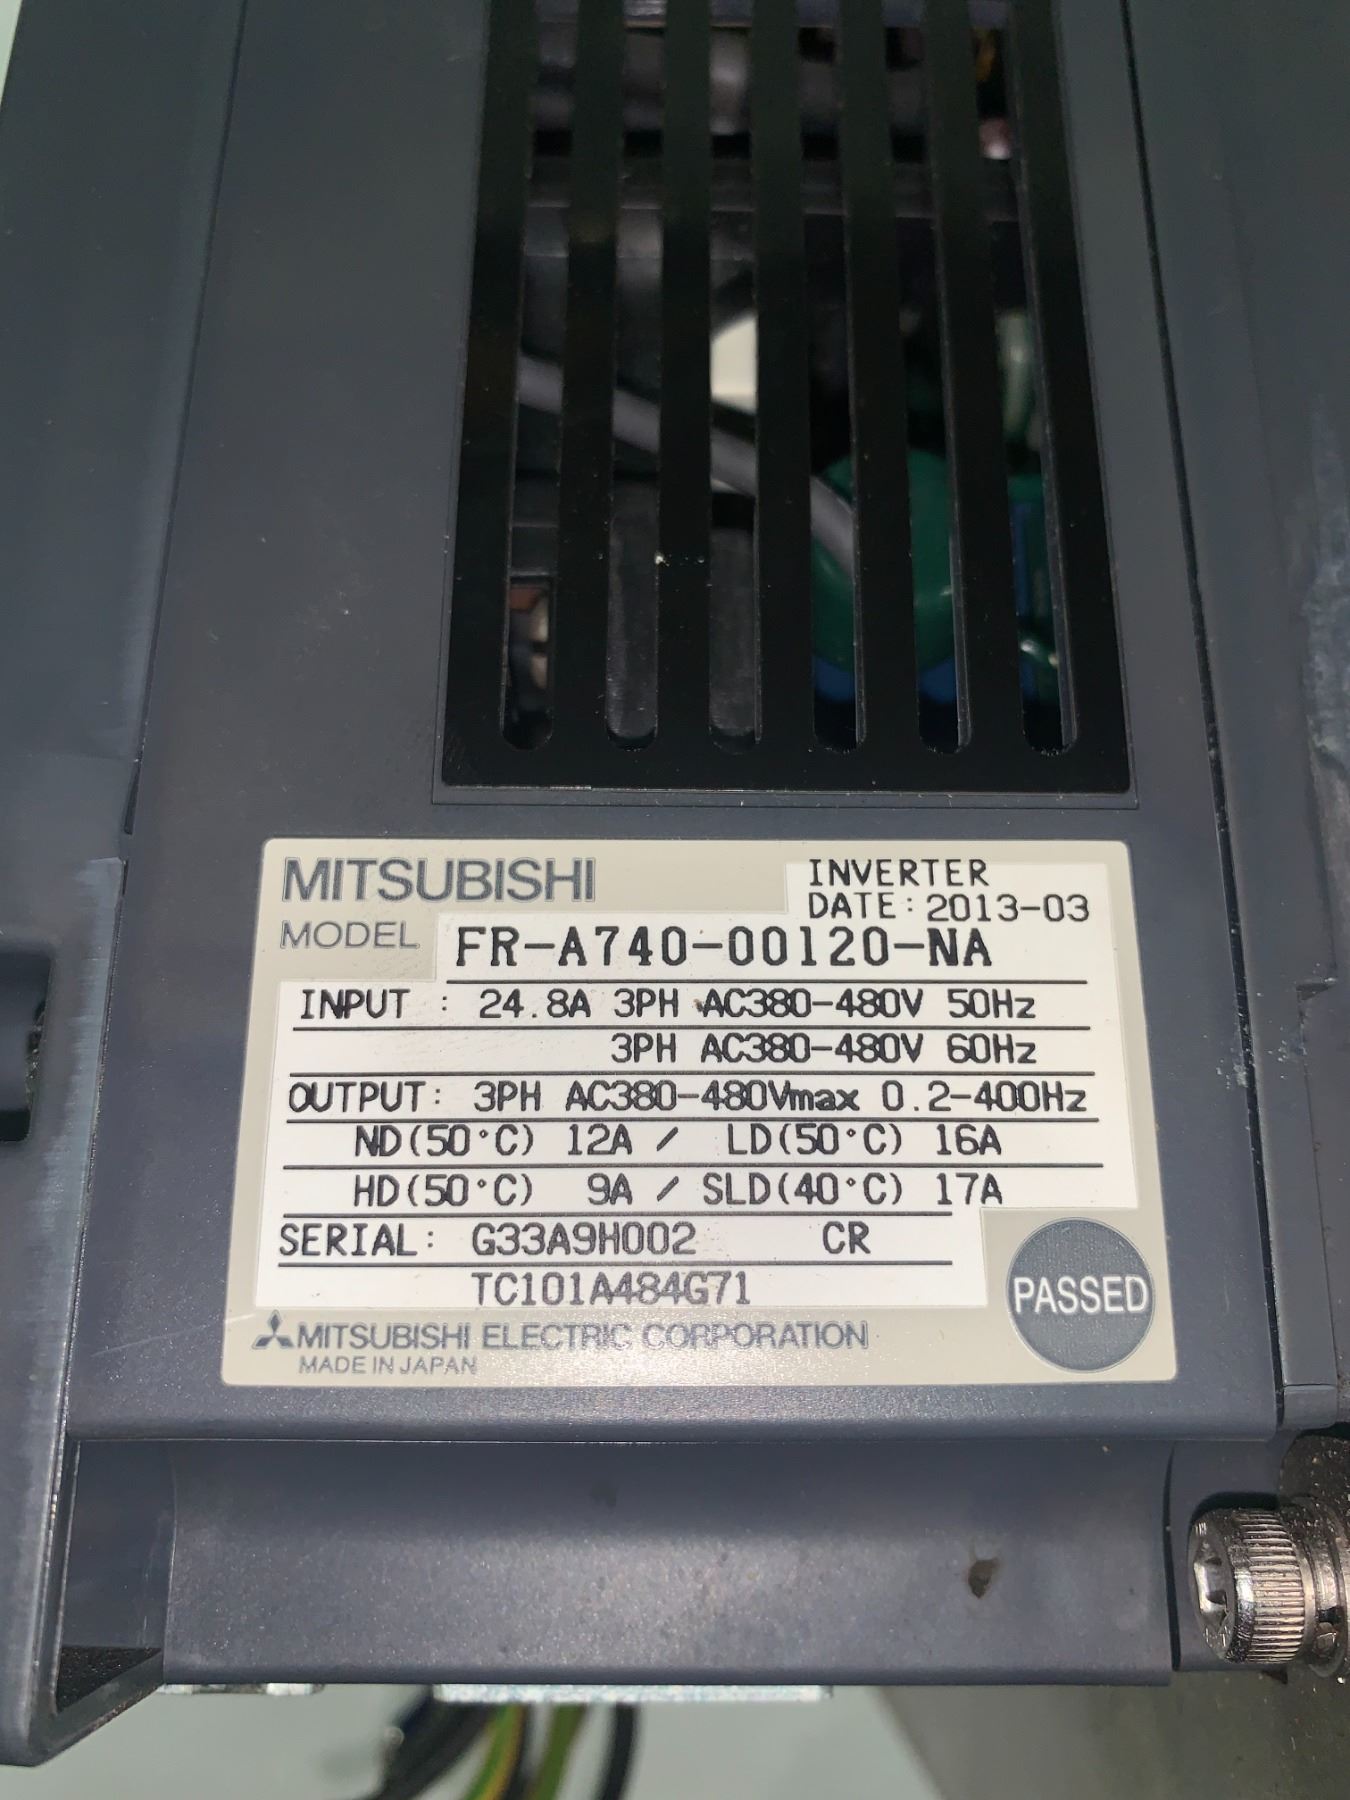 MITSUBISHI
INVERTER
DATE:2013-03
MODEL FR-A740-00120-NA
INPUT : 24.8A 3PH AC380-480V 50Hz
3PH AC380-480V 60Hz
OUTPUT: 3PH AC380-480Vmax 0.2-400Hz
ND(50°C) 12A / LD(50°C) 16A
HD(50°C) 9A / SLD(40°C) 17A
SERIAL: G33A9H002 CR
TC101A484G71
PASSED
MITSUBISHI ELECTRIC CORPORATION
MADE IN JAPAN